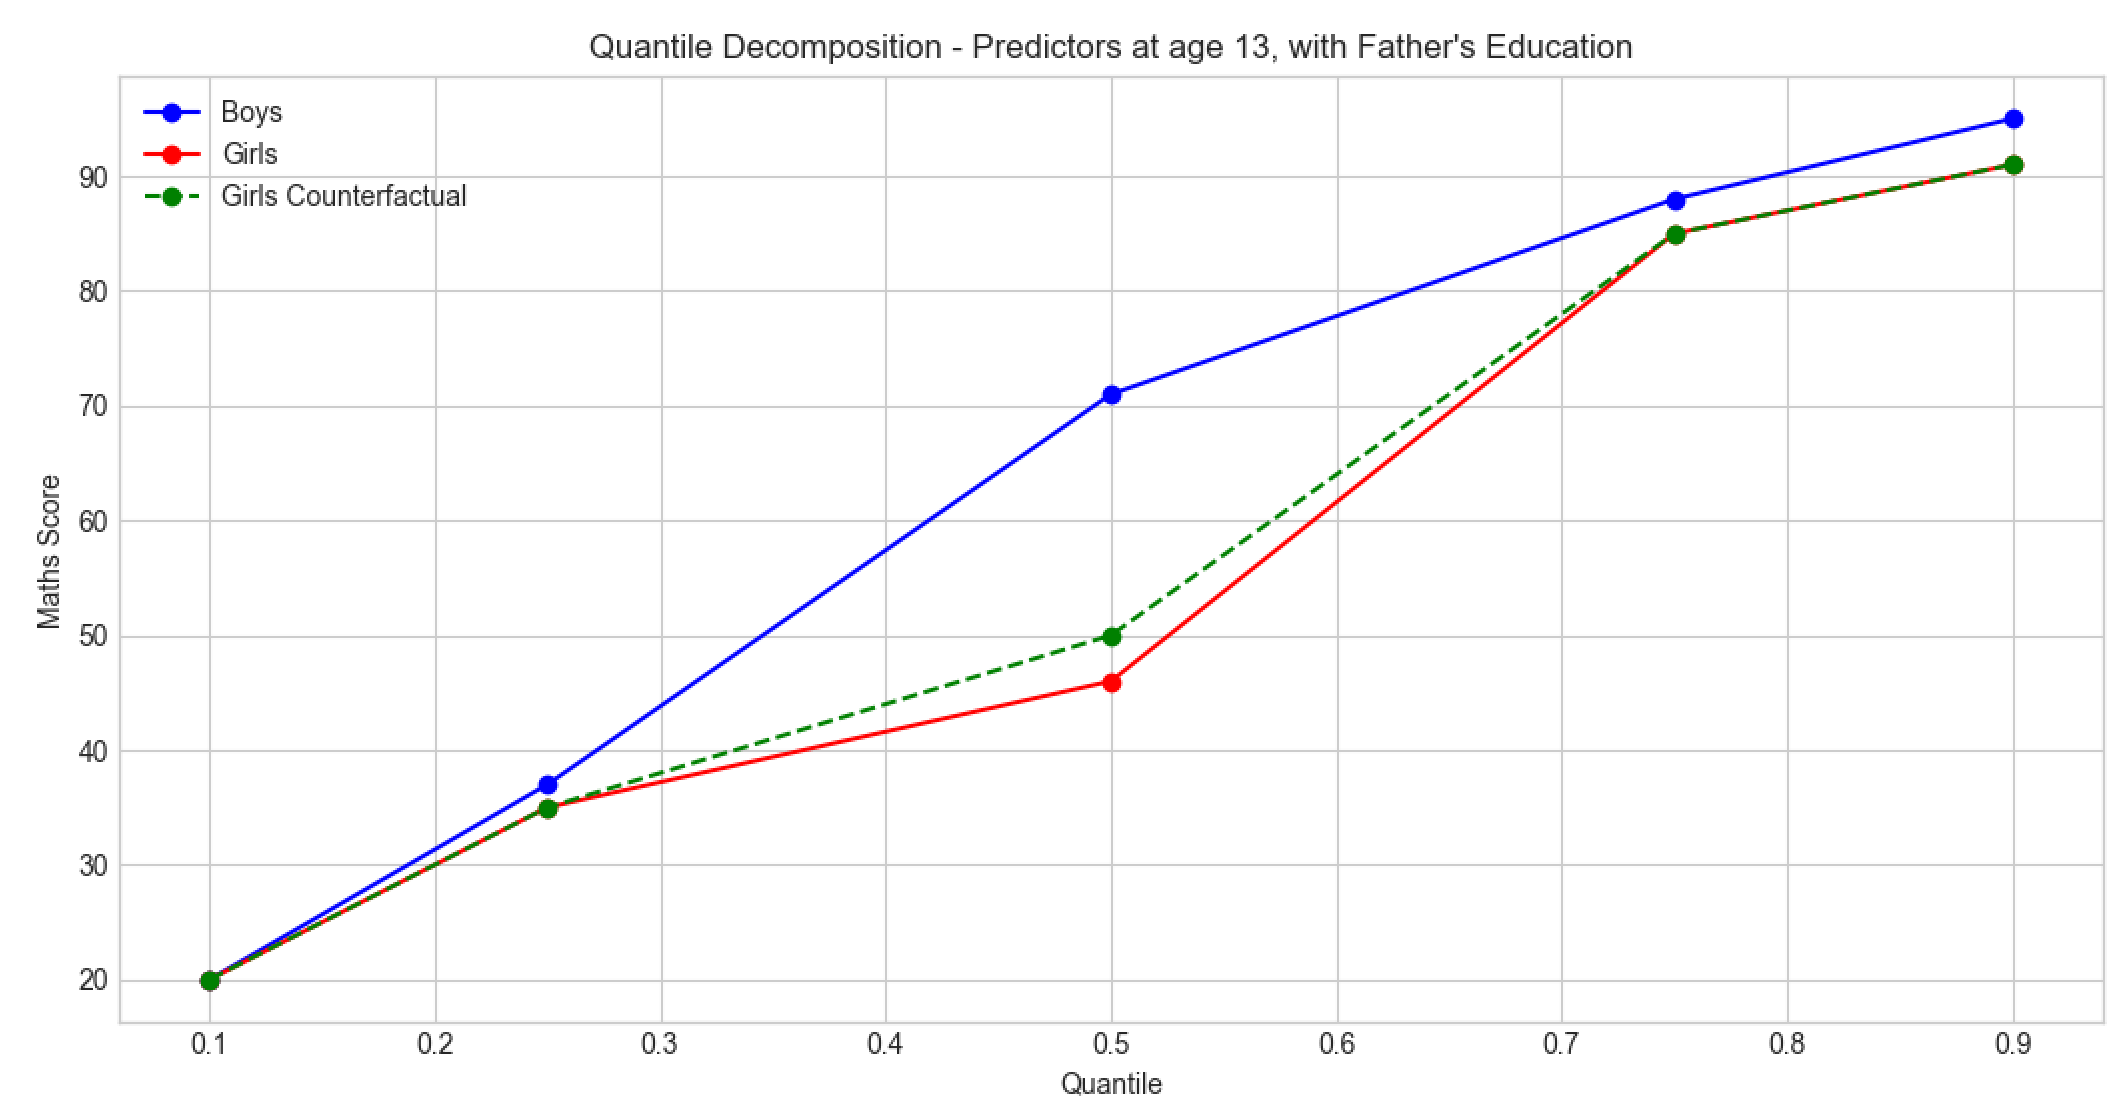 Quantile Decomposition - Predictors at age 13, with Father's Education
Boys
Girls
Girls Counterfactual
90
80
70
60
50
40
30
20
Maths Score
0.1 0.2 0.3 0.4 0.5 0.6 0.7 0.8 0.9
Quantile